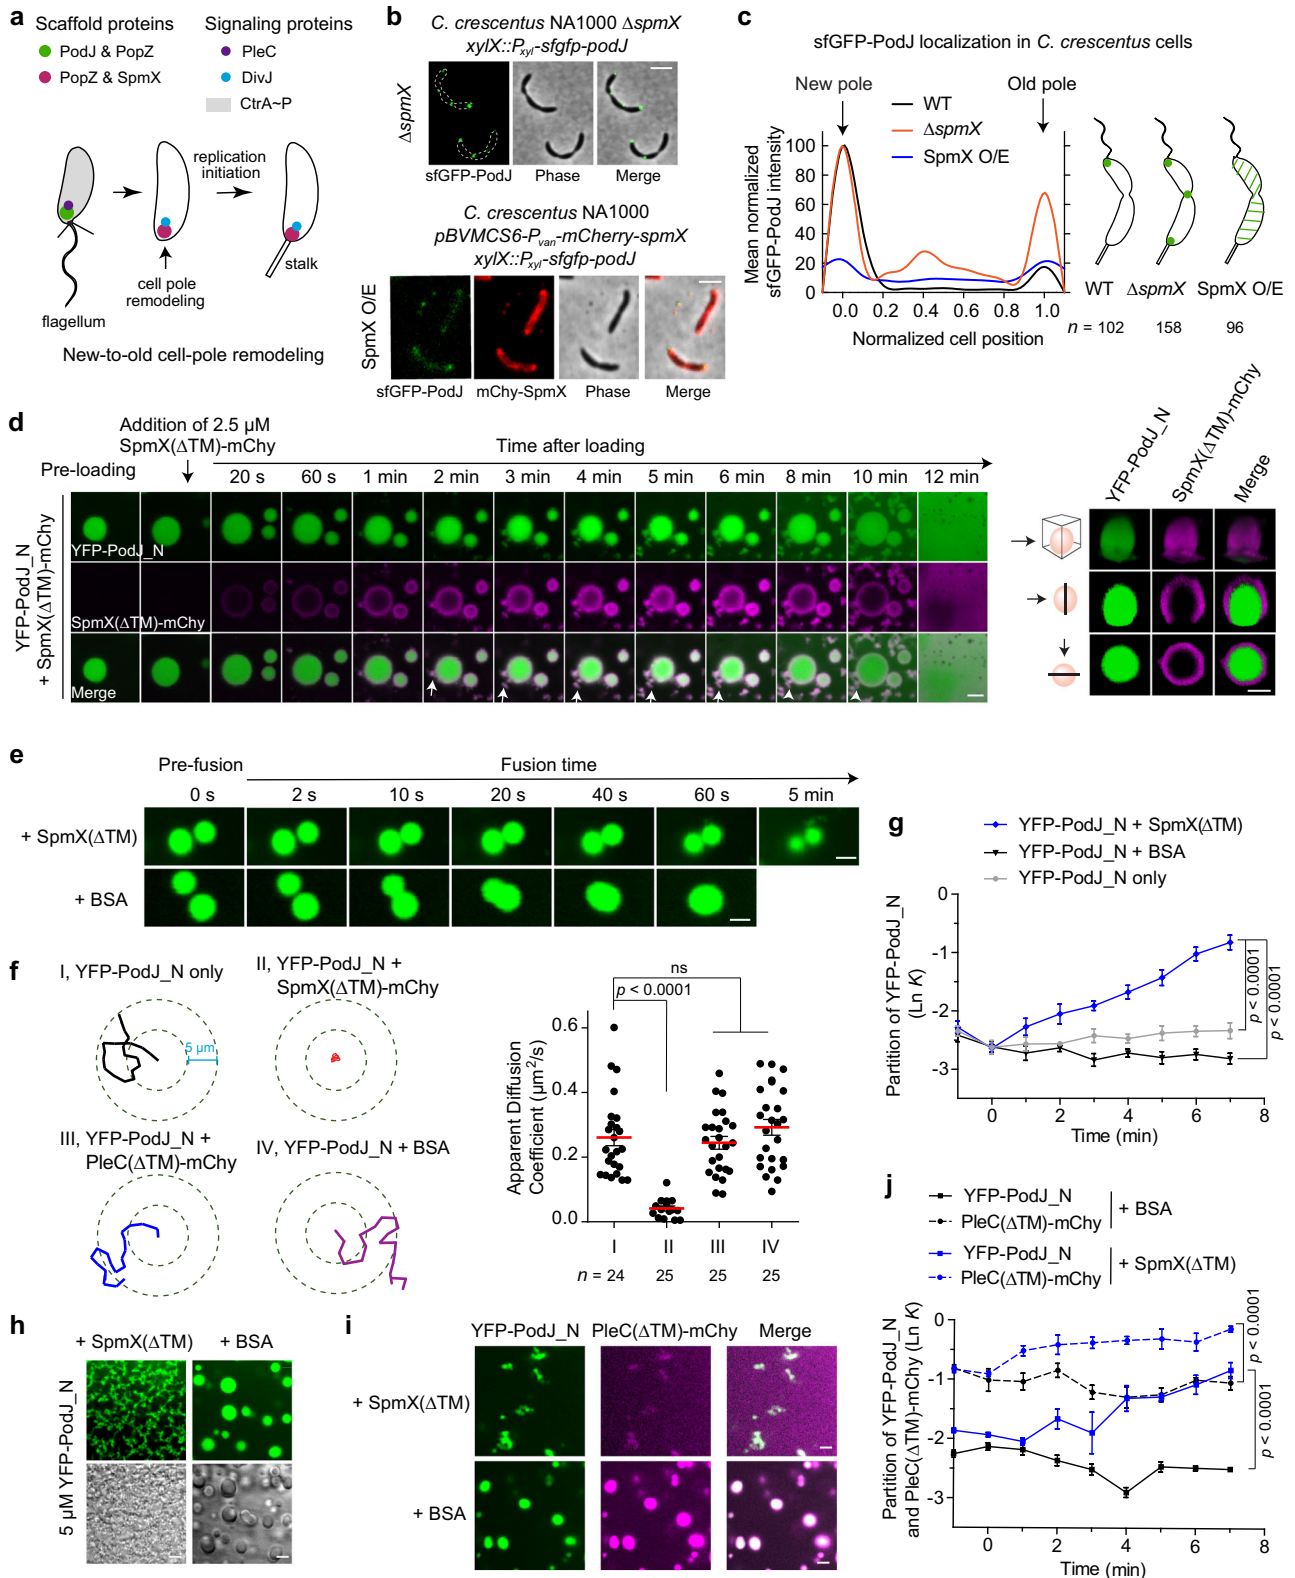 a
Scaffold proteins
Signaling proteins
PodJ & PopZ
PleC
PopZ & SpmX
DivJ
CtrA~P
replication
initiation
stalk
cell pole
remodeling
flagellum
New-to-old cell-pole remodeling
b
C. crescentus NA1000 ΔspmX
xylX::Pxyl-sfgfp-podJ
ΔspmX
sfGFP-PodJ
Phase
Merge
C. crescentus NA1000
pBVMCS6-Pvan-mCherry-spmX
xylX::Pxyl-sfgfp-podJ
SpmX O/E
sfGFP-PodJ
mChy-SpmX
Phase
Merge
c
sfGFP-PodJ localization in C. crescentus cells
New pole
Old pole
WT
ΔspmX
SpmX O/E
Mean normalized
sfGFP-PodJ intensity
100
80
60
40
20
0
0.0 0.2 0.4 0.6 0.8 1.0
Normalized cell position
WT ΔspmX SpmX O/E
n = 102 158 96
d
Addition of 2.5 µM
SpmX(ΔTM)-mChy
Time after loading
Pre-loading
20 s 60 s 1 min 2 min 3 min 4 min 5 min 6 min 8 min 10 min 12 min
YFP-PodJ_N
+ SpmX(ΔTM)-mChy
YFP-PodJ_N
SpmX(ΔTM)-mChy
Merge
YFP-PodJ_N
SpmX(ΔTM)-mChy
Merge
e
Pre-fusion
Fusion time
0 s 2 s 10 s 20 s 40 s 60 s 5 min
+ SpmX(ΔTM)
+ BSA
f
I, YFP-PodJ_N only
5 µm
II, YFP-PodJ_N +
SpmX(ΔTM)-mChy
III, YFP-PodJ_N +
PleC(ΔTM)-mChy
IV, YFP-PodJ_N + BSA
Apparent Diffusion
Coefficient (µm²/s)
ns
p < 0.0001
0.6
0.4
0.2
0.0
I II III IV
n = 24 25 25 25
g
YFP-PodJ_N + SpmX(ΔTM)
YFP-PodJ_N + BSA
YFP-PodJ_N only
Partition of YFP-PodJ_N
(Ln K)
0
-1
-2
-3
0 2 4 6 8
Time (min)
p < 0.0001
p < 0.0001
h
+ SpmX(ΔTM)
+ BSA
5 µM YFP-PodJ_N
i
YFP-PodJ_N
PleC(ΔTM)-mChy
Merge
+ SpmX(ΔTM)
+ BSA
j
YFP-PodJ_N
PleC(ΔTM)-mChy
+ BSA
YFP-PodJ_N
PleC(ΔTM)-mChy
+ SpmX(ΔTM)
Partition of YFP-PodJ_N
and PleC(ΔTM)-mChy (Ln K)
0
-1
-2
-3
0 2 4 6 8
Time (min)
p < 0.0001
p < 0.0001